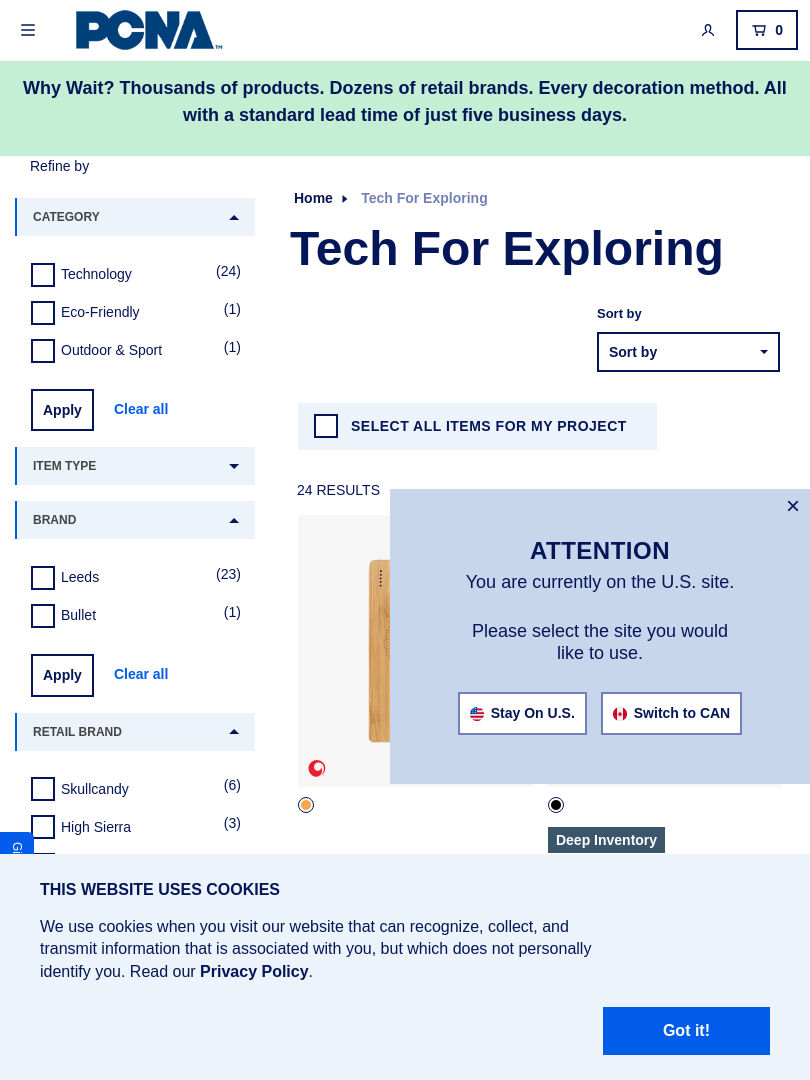 PCNA™
0
Why Wait? Thousands of products. Dozens of retail brands. Every decoration method. All
with a standard lead time of just five business days.
Refine by
CATEGORY
Technology (24)
Eco-Friendly (1)
Outdoor & Sport (1)
Apply Clear all
ITEM TYPE
BRAND
Leeds (23)
Bullet (1)
Apply Clear all
RETAIL BRAND
Skullcandy (6)
High Sierra (3)
Home Tech For Exploring
Tech For Exploring
Sort by
Sort by
SELECT ALL ITEMS FOR MY PROJECT
24 RESULTS
×
ATTENTION
You are currently on the U.S. site.
Please select the site you would
like to use.
Stay On U.S. Switch to CAN
Deep Inventory
THIS WEBSITE USES COOKIES
We use cookies when you visit our website that can recognize, collect, and
transmit information that is associated with you, but which does not personally
identify you. Read our Privacy Policy.
Got it!